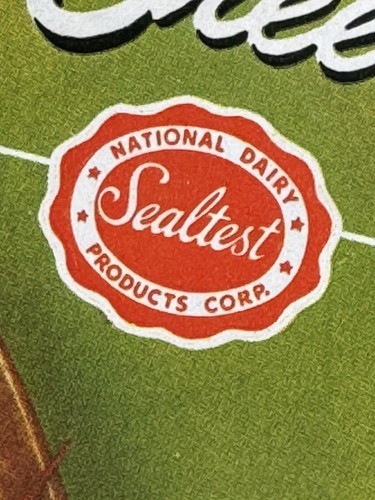 NATIONAL DAIRY
Sealtest
PRODUCTS CORP.